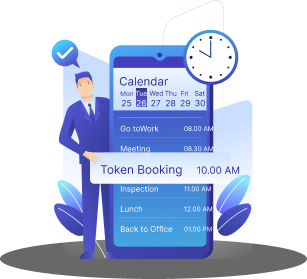 Calendar
Mon Tue Wed Thu Fri Sat
25 26 27 28 29 30
Go toWork 08.00 AM
Meeting 08.30 AM
Token Booking 10.00 AM
Inspection 11.00 AM
Lunch 12.00 AM
Back to Office 01.00 PM